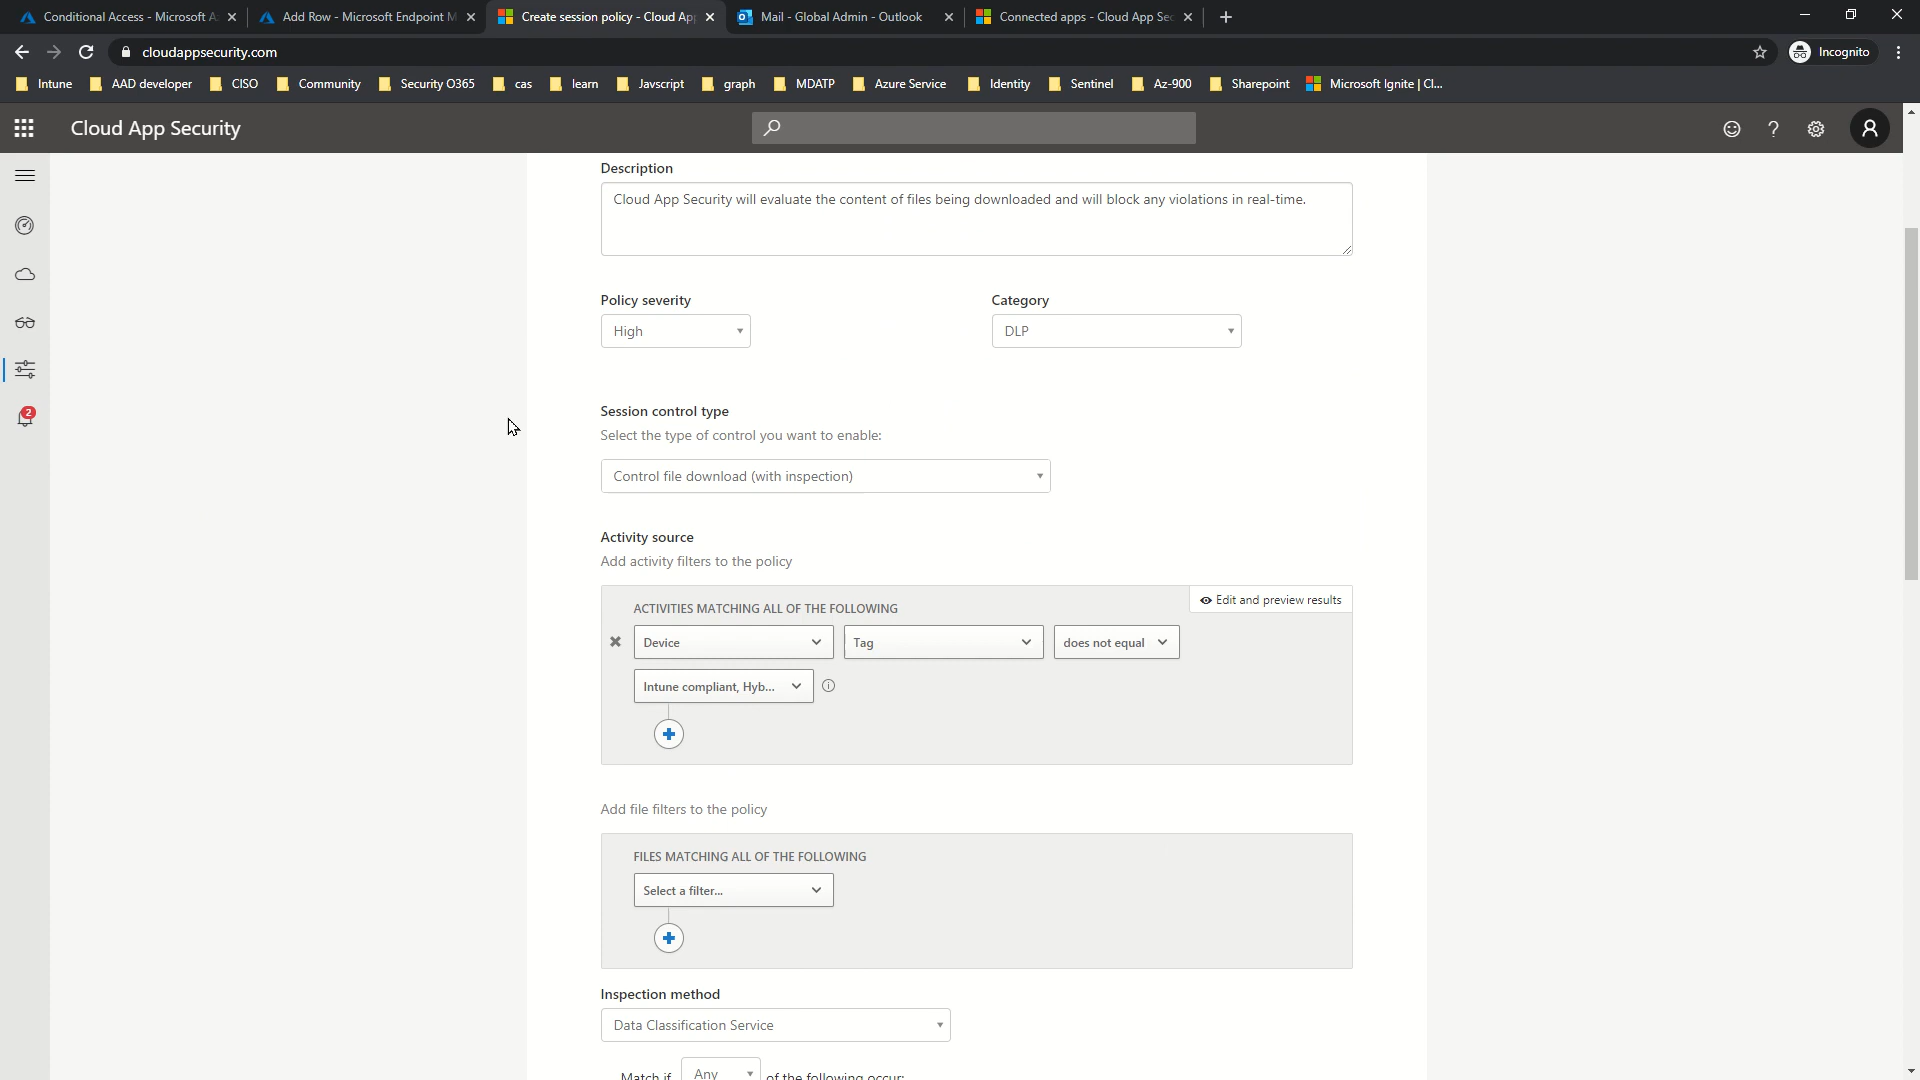 Conditional Access - Microsoft A
Add Row - Microsoft Endpoint M
Create session policy - Cloud Ap
Mail - Global Admin - Outlook
Connected apps - Cloud App Sec
cloudappsecurity.com
Incognito
Intune
AAD developer
CISO
Community
Security O365
cas
learn
Javscript
graph
MDATP
Azure Service
Identity
Sentinel
Az-900
Sharepoint
Microsoft Ignite | Cl...
Cloud App Security
?
2
Description
Cloud App Security will evaluate the content of files being downloaded and will block any violations in real-time.
Policy severity
Category
High
DLP
Session control type
Select the type of control you want to enable:
Control file download (with inspection)
Activity source
Add activity filters to the policy
Edit and preview results
ACTIVITIES MATCHING ALL OF THE FOLLOWING
Device
Tag
does not equal
Intune compliant, Hyb...
Add file filters to the policy
FILES MATCHING ALL OF THE FOLLOWING
Select a filter...
Inspection method
Data Classification Service
Match if Any of the following occur: